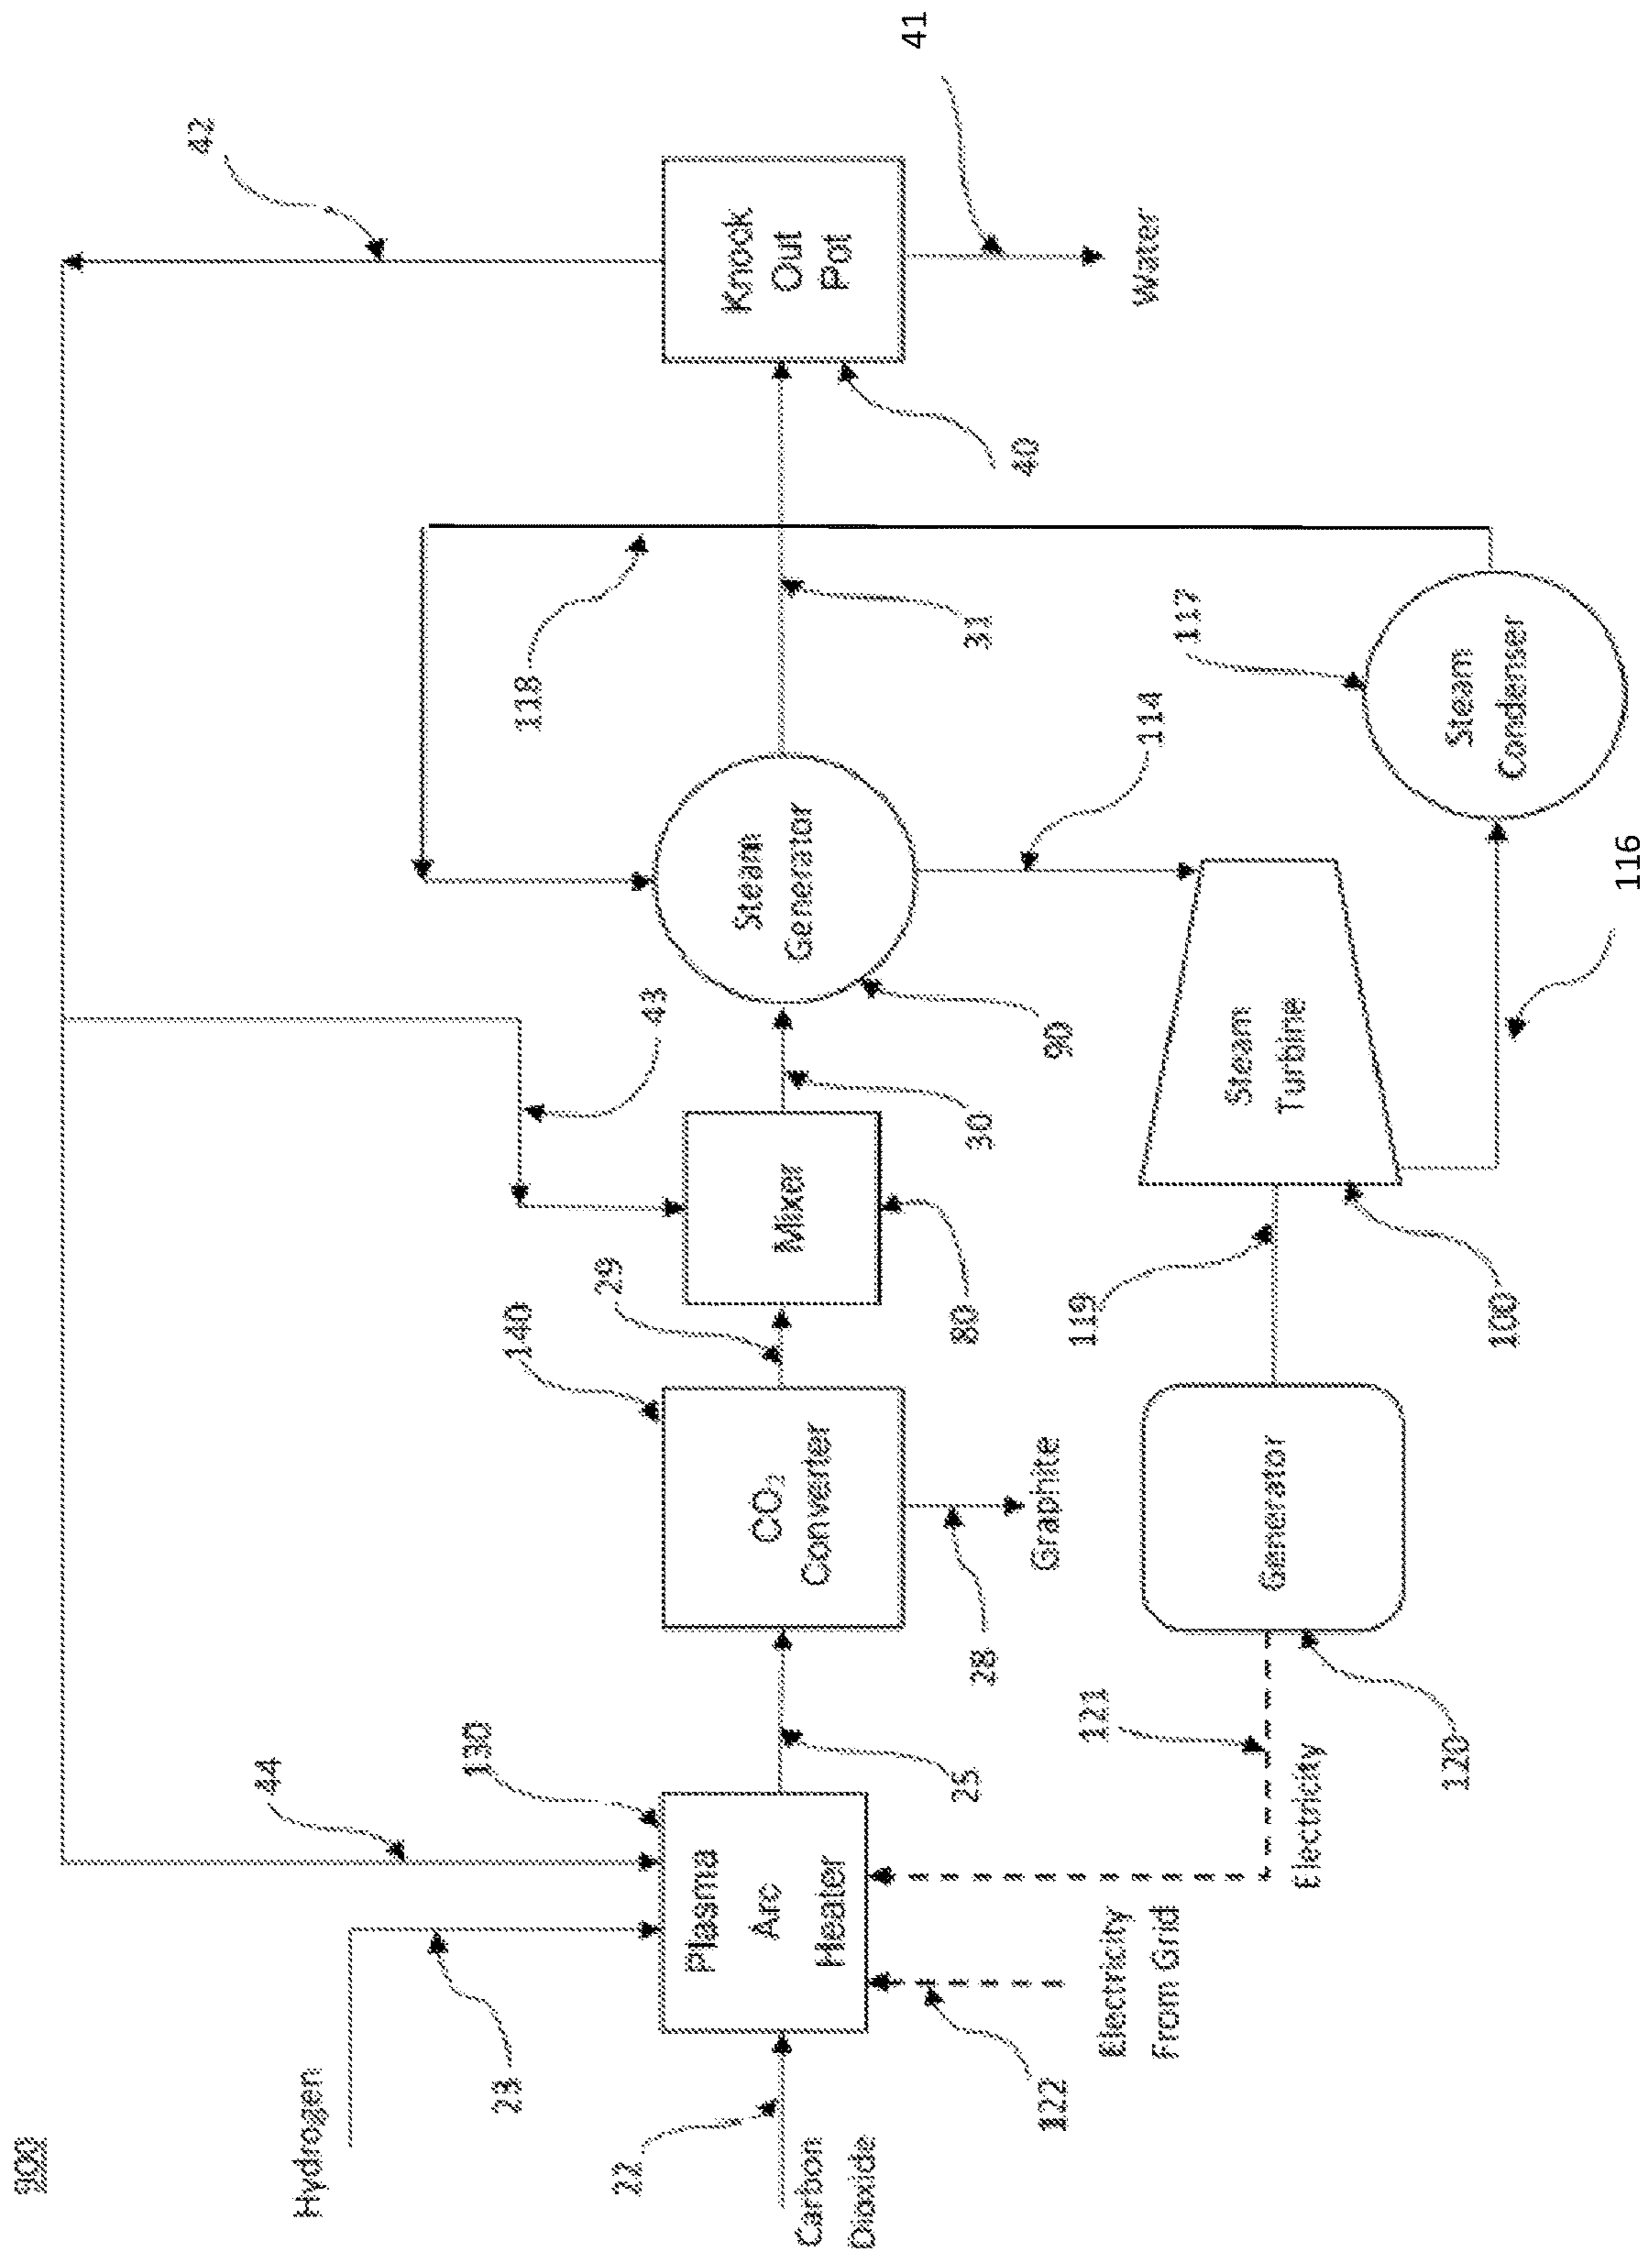 900
Hydrogen
23
44
42
Carbon
Dioxide
22
Plasma
Arc
Heater
130
25
CO₂
Converter
140
28
Graphite
29
Mixer
80
43
30
Steam
Generator
90
118
31
Knock
Out
Pot
40
41
Water
122
Electricity
From Grid
121
Electricity
Generator
120
119
Steam
Turbine
100
114
116
Steam
Condenser
117